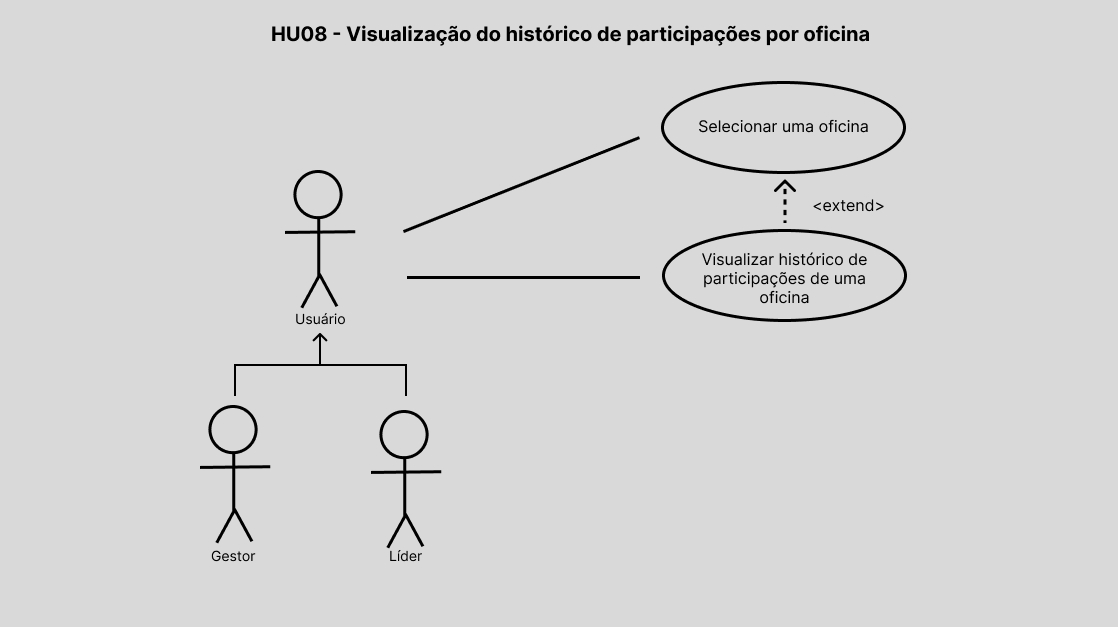 HU08 - Visualização do histórico de participações por oficina
Selecionar uma oficina
<extend>
Visualizar histórico de
participações de uma
oficina
Usuário
Gestor
Líder